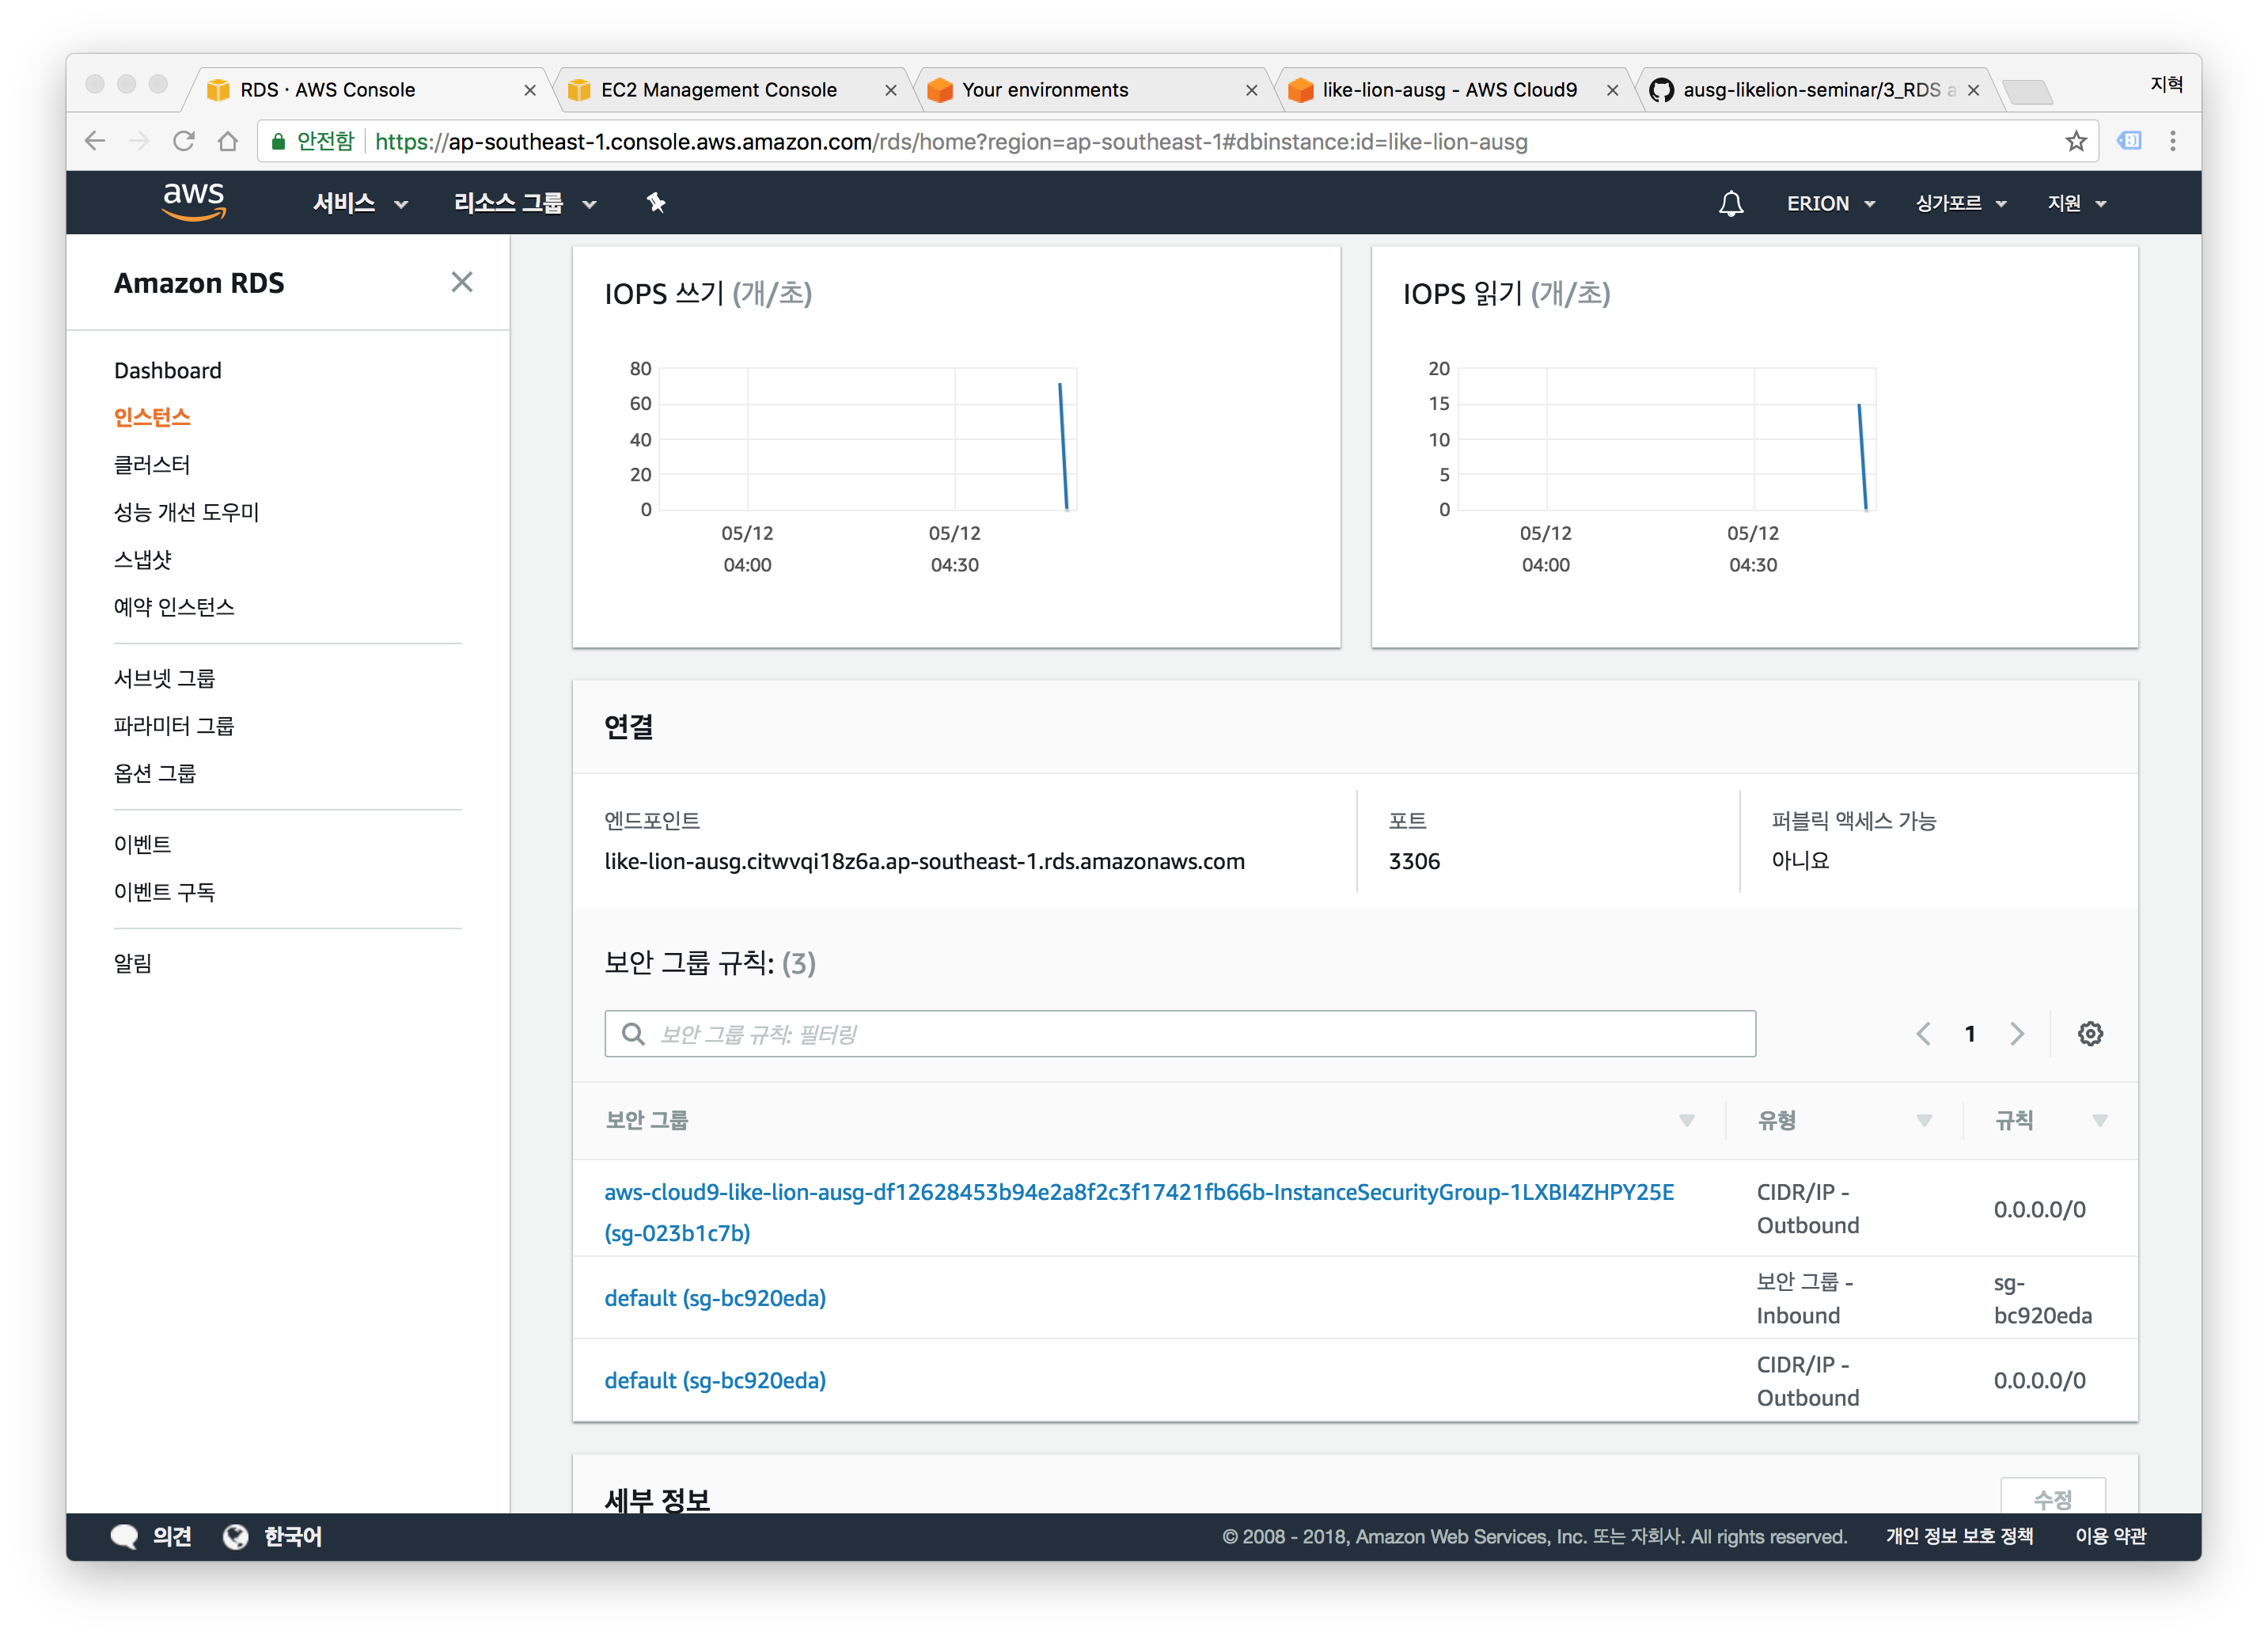 RDS · AWS Console
EC2 Management Console
Your environments
like-lion-ausg - AWS Cloud9
ausg-likelion-seminar/3_RDS a
지혁
안전함
https://ap-southeast-1.console.aws.amazon.com/rds/home?region=ap-southeast-1#dbinstance:id=like-lion-ausg
aws
서비스
리소스 그룹
ERION
싱가포르
지원
Amazon RDS
Dashboard
인스턴스
클러스터
성능 개선 도우미
스냅샷
예약 인스턴스
서브넷 그룹
파라미터 그룹
옵션 그룹
이벤트
이벤트 구독
알림
IOPS 쓰기 (개/초)
80
60
40
20
0
05/12
04:00
05/12
04:30
IOPS 읽기 (개/초)
20
15
10
5
0
05/12
04:00
05/12
04:30
연결
엔드포인트
like-lion-ausg.citwvqi18z6a.ap-southeast-1.rds.amazonaws.com
포트
3306
퍼블릭 액세스 가능
아니요
보안 그룹 규칙: (3)
보안 그룹 규칙: 필터링
1
보안 그룹
유형
규칙
aws-cloud9-like-lion-ausg-df12628453b94e2a8f2c3f17421fb66b-InstanceSecurityGroup-1LXBI4ZHPY25E
(sg-023b1c7b)
CIDR/IP -
Outbound
0.0.0.0/0
default (sg-bc920eda)
보안 그룹 -
Inbound
sg-
bc920eda
default (sg-bc920eda)
CIDR/IP -
Outbound
0.0.0.0/0
세부 정보
수정
의견
한국어
© 2008 - 2018, Amazon Web Services, Inc. 또는 자회사. All rights reserved.
개인 정보 보호 정책
이용 약관